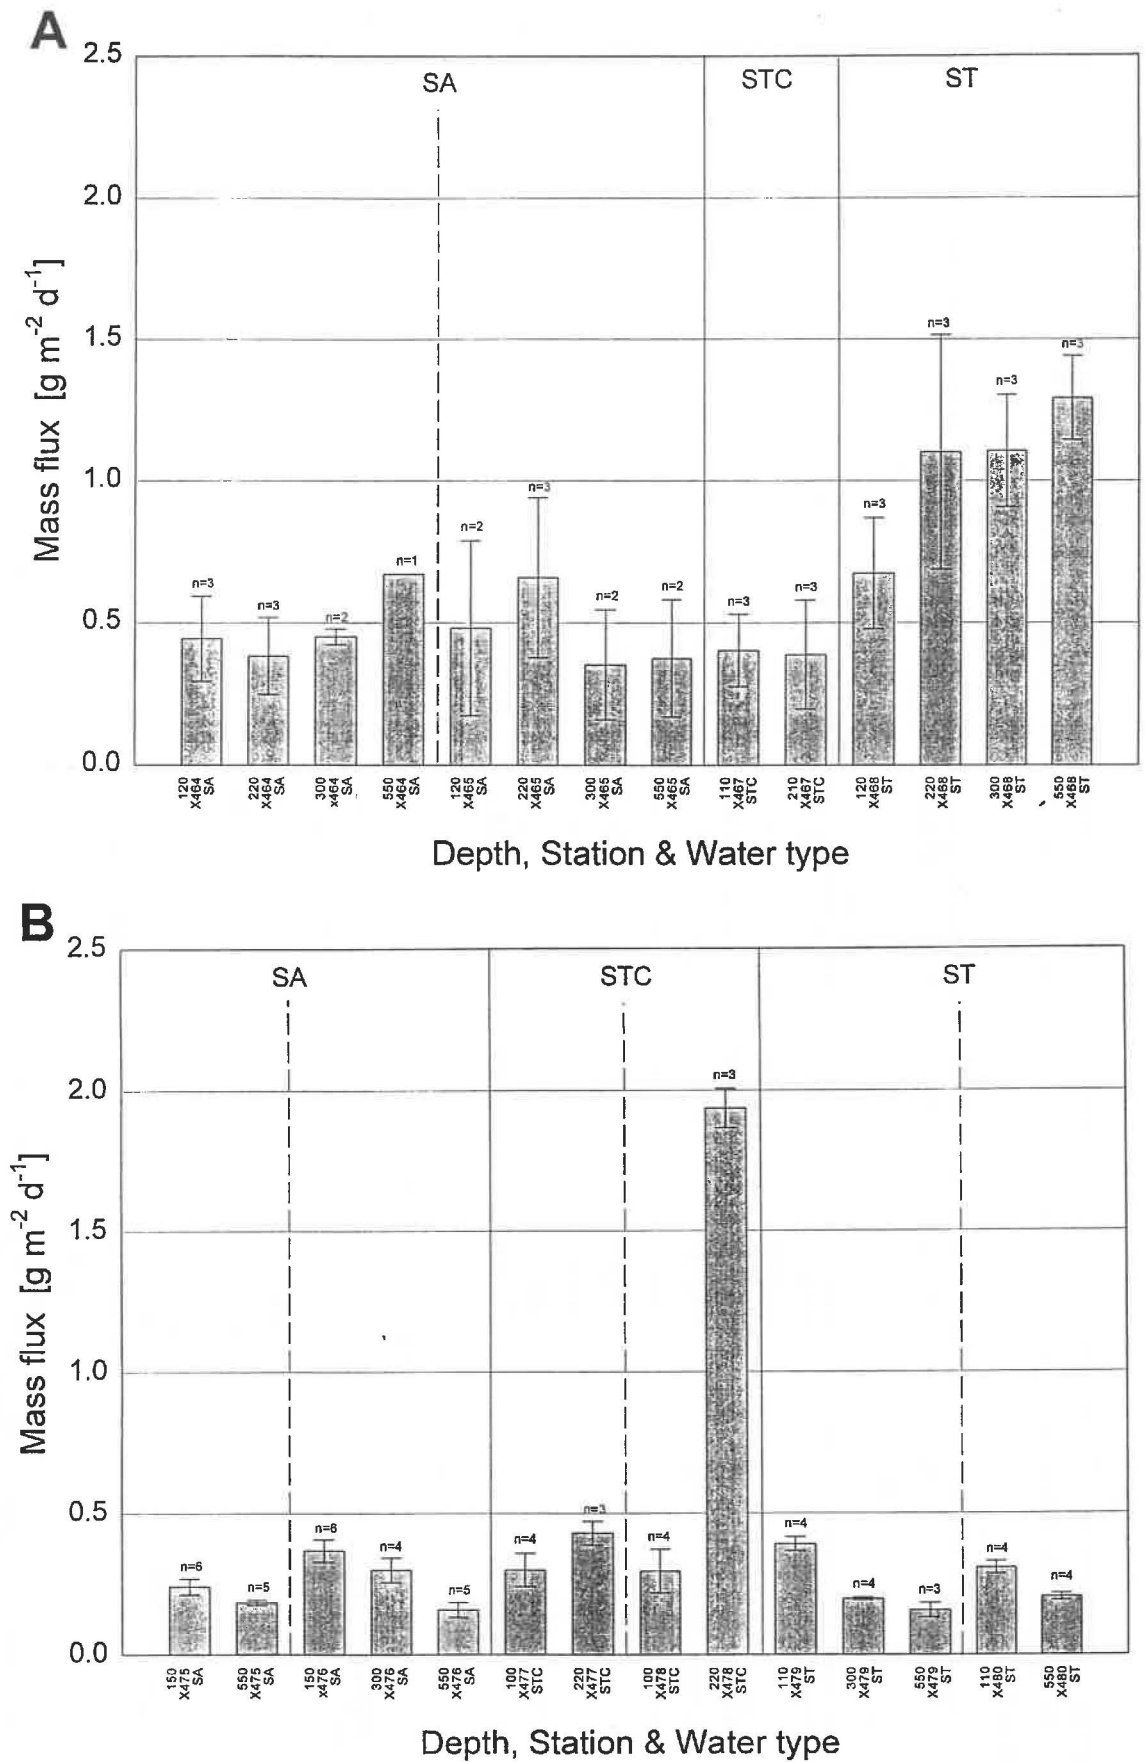 A
2.5
SA
STC
ST
2.0
1.5
1.0
0.5
0.0
Mass flux [g m⁻² d⁻¹]
n=3
n=3
n=2
n=1
n=2
n=3
n=2
n=2
n=3
n=3
n=3
n=3
n=3
n=3
120 X464 SA
220 X464 SA
300 X464 SA
550 X464 SA
120 X465 SA
220 X465 SA
300 X465 SA
550 X465 SA
110 X467 STC
210 X467 STC
120 X468 ST
220 X468 ST
300 X468 ST
550 X468 ST
Depth, Station & Water type
B
2.5
SA
STC
ST
2.0
1.5
1.0
0.5
0.0
Mass flux [g m⁻² d⁻¹]
n=6
n=5
n=6
n=4
n=5
n=4
n=3
n=4
n=3
n=4
n=4
n=3
n=4
n=4
150 X475 SA
550 X475 SA
150 X476 SA
300 X476 SA
550 X476 SA
100 X477 STC
220 X477 STC
100 X478 STC
220 X478 STC
110 X479 ST
300 X479 ST
550 X479 ST
110 X480 ST
550 X480 ST
Depth, Station & Water type